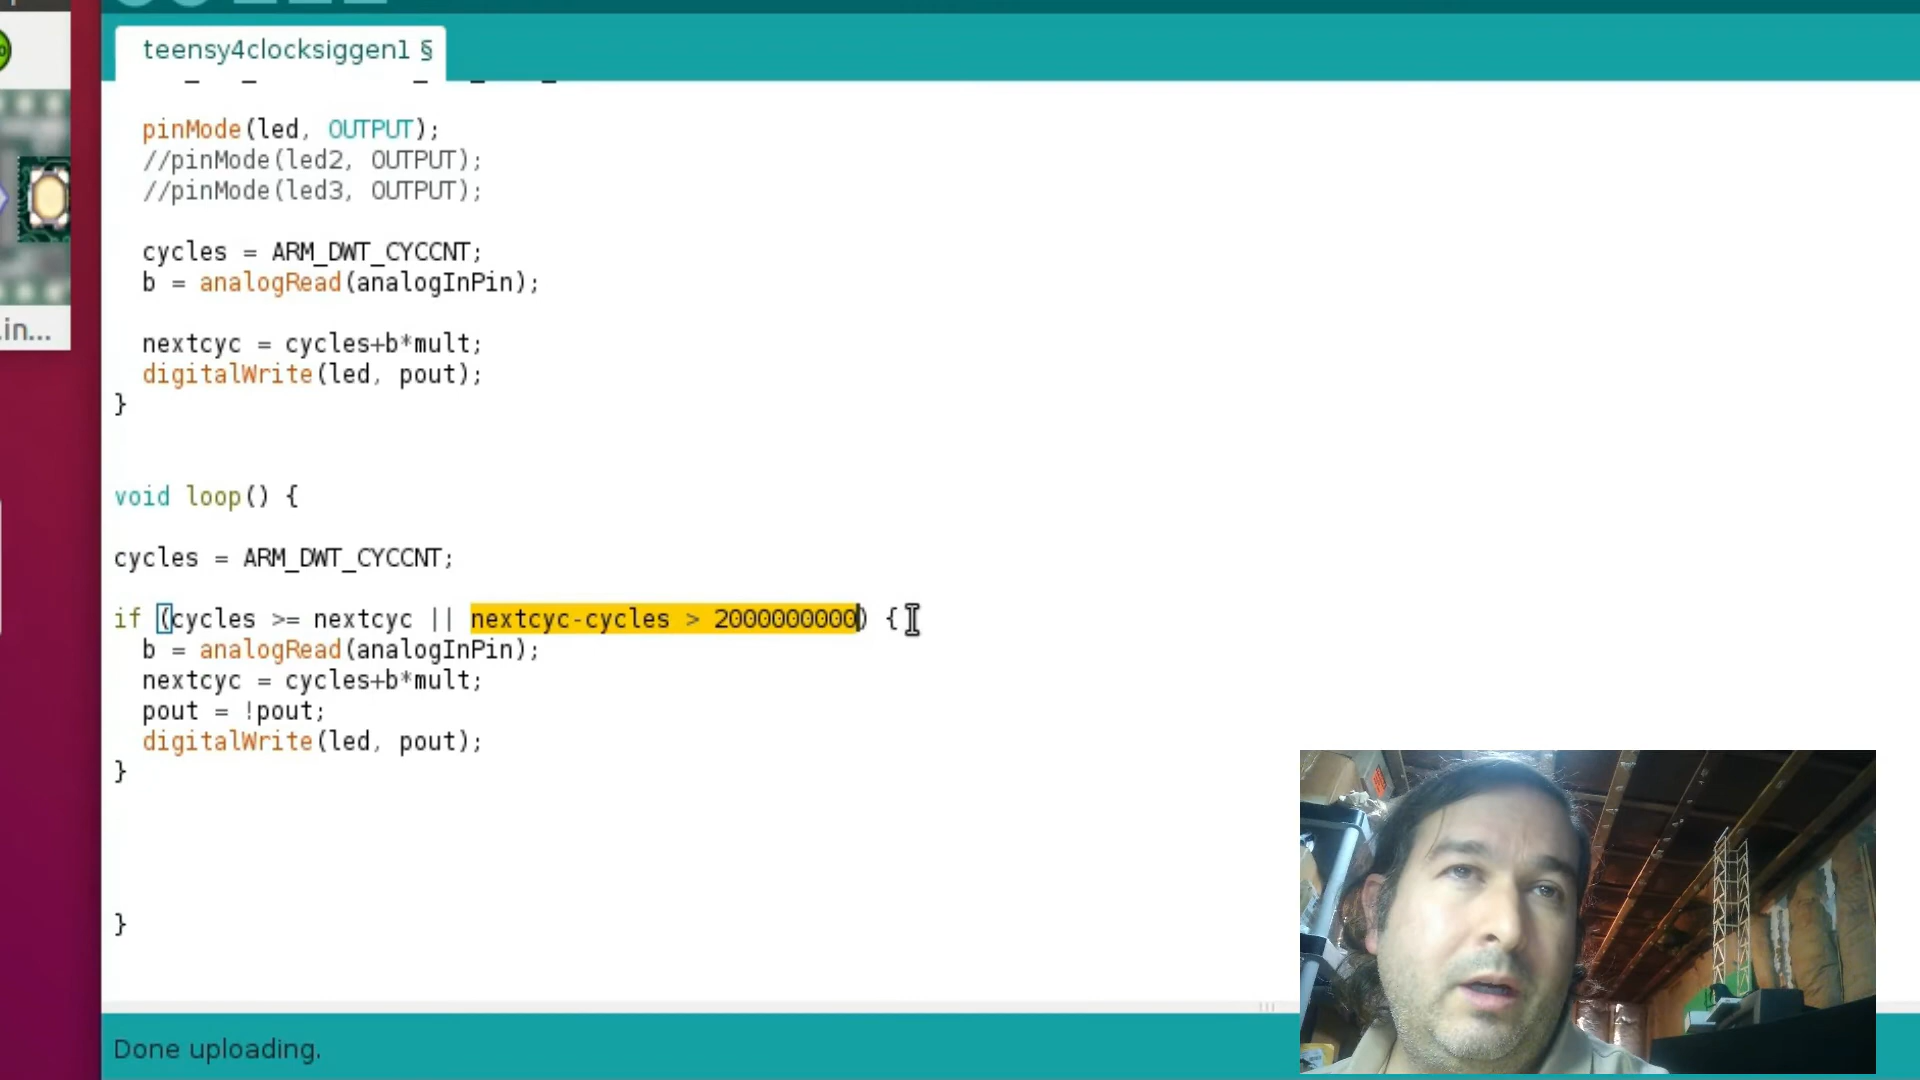 teensy4clocksiggen1 §
pinMode(led, OUTPUT);
//pinMode(led2, OUTPUT);
//pinMode(led3, OUTPUT);
cycles = ARM_DWT_CYCCNT;
b = analogRead(analogInPin);
.in...
nextcyc = cycles+b*mult;
digitalWrite(led, pout);
}
void loop() {
cycles = ARM_DWT_CYCCNT;
if (cycles >= nextcyc || nextcyc-cycles > 2000000000) {
b = analogRead(analogInPin);
nextcyc = cycles+b*mult;
pout = !pout;
digitalWrite(led, pout);
}
}
Done uploading.